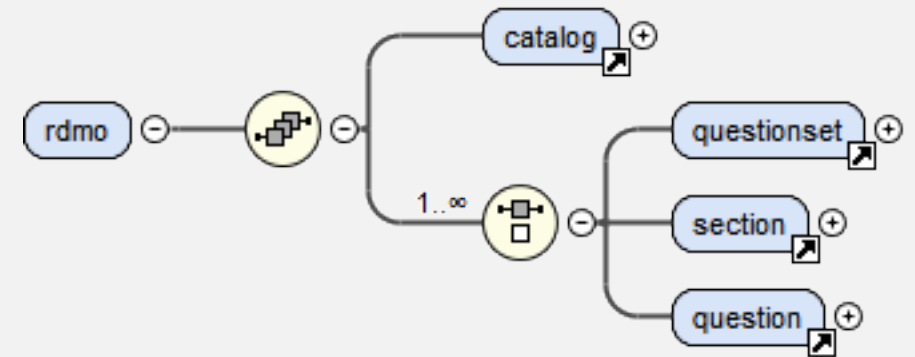 catalog
rdmo
questionset
1..∞
section
question